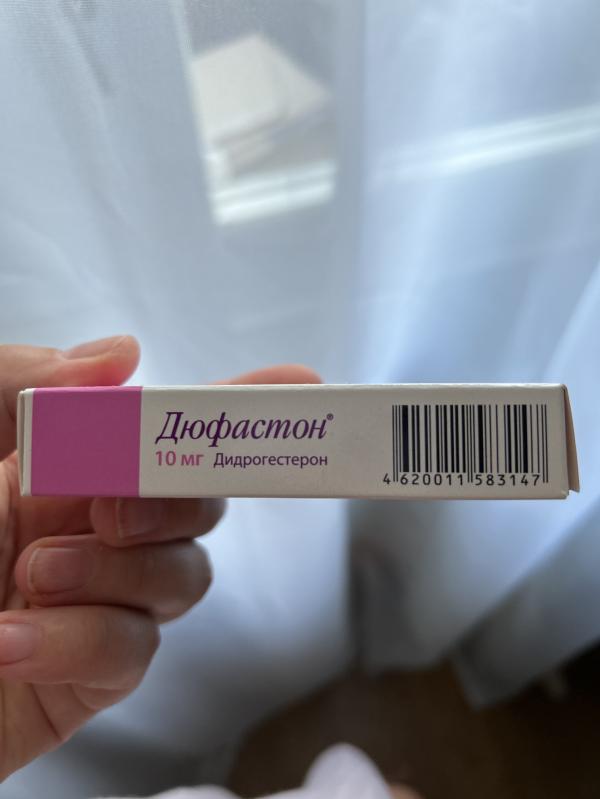 Дюфастон®
10 мг Дидрогестерон
4 620011 583147